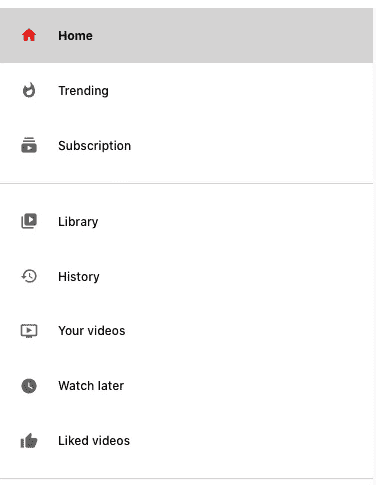 Home
Trending
Subscription
Library
History
Your videos
Watch later
Liked videos